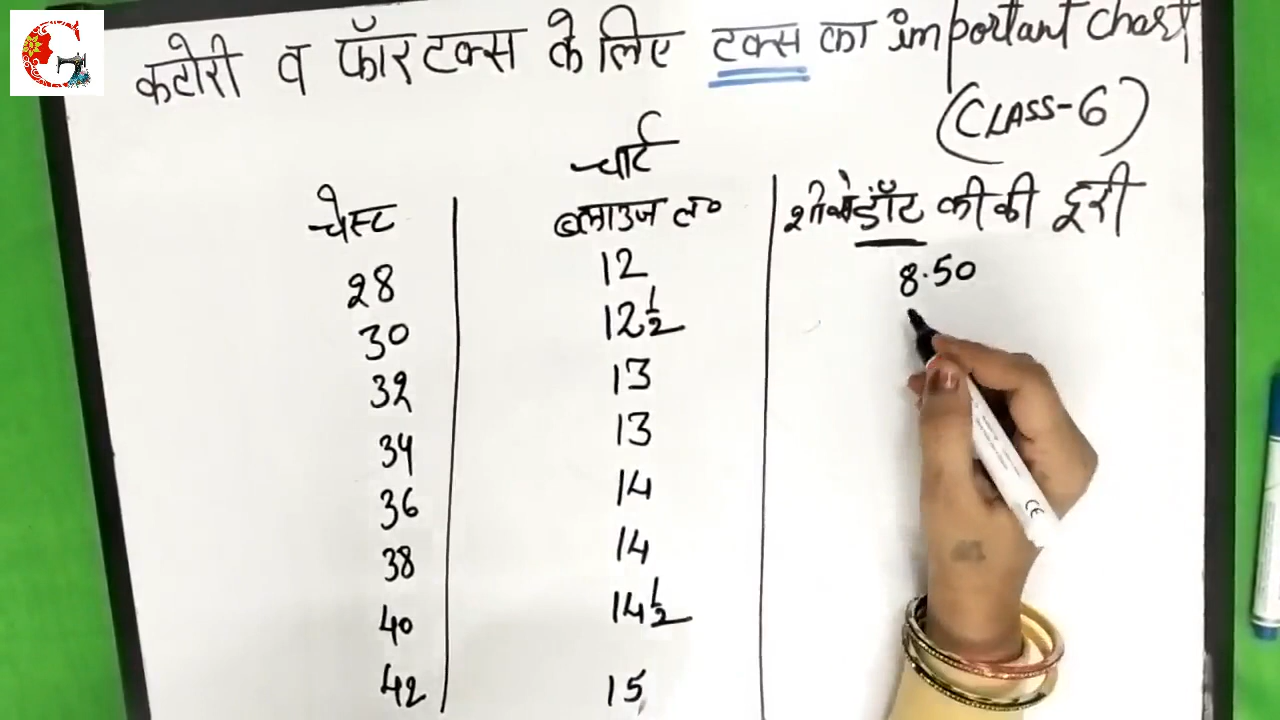 कटोरी व फॉरटक्स के लिए टक्स का important chart
(CLASS-6)
चार्ट
चेस्ट ब्लाउज ल० डॉट की की दूरी
28 12 8.50
30 12½
32 13
34 13
36 14
38 14
40 14½
42 15